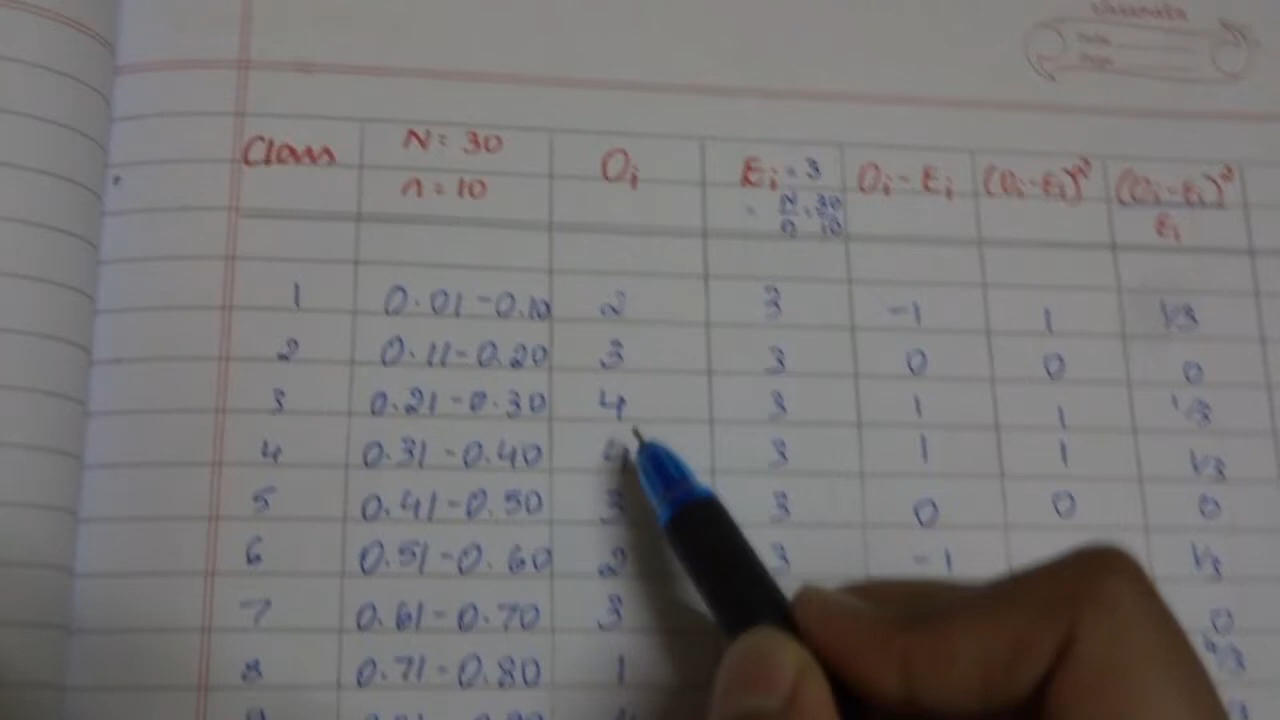 Class N = 30 n = 10 Oi Ei = 3 = N/n = 30/10 Oi - Ei (Oi-Ei)² (Oi-Ei)²/Ei
1 0.01-0.10 2 3 -1 1 1/3
2 0.11-0.20 3 3 0 0 0
3 0.21-0.30 4 3 1 1 1/3
4 0.31-0.40 4 3 1 1 1/3
5 0.41-0.50 3 3 0 0 0
6 0.51-0.60 2 3 -1 1/3
7 0.61-0.70 3 0
8 0.71-0.80 1 4/3